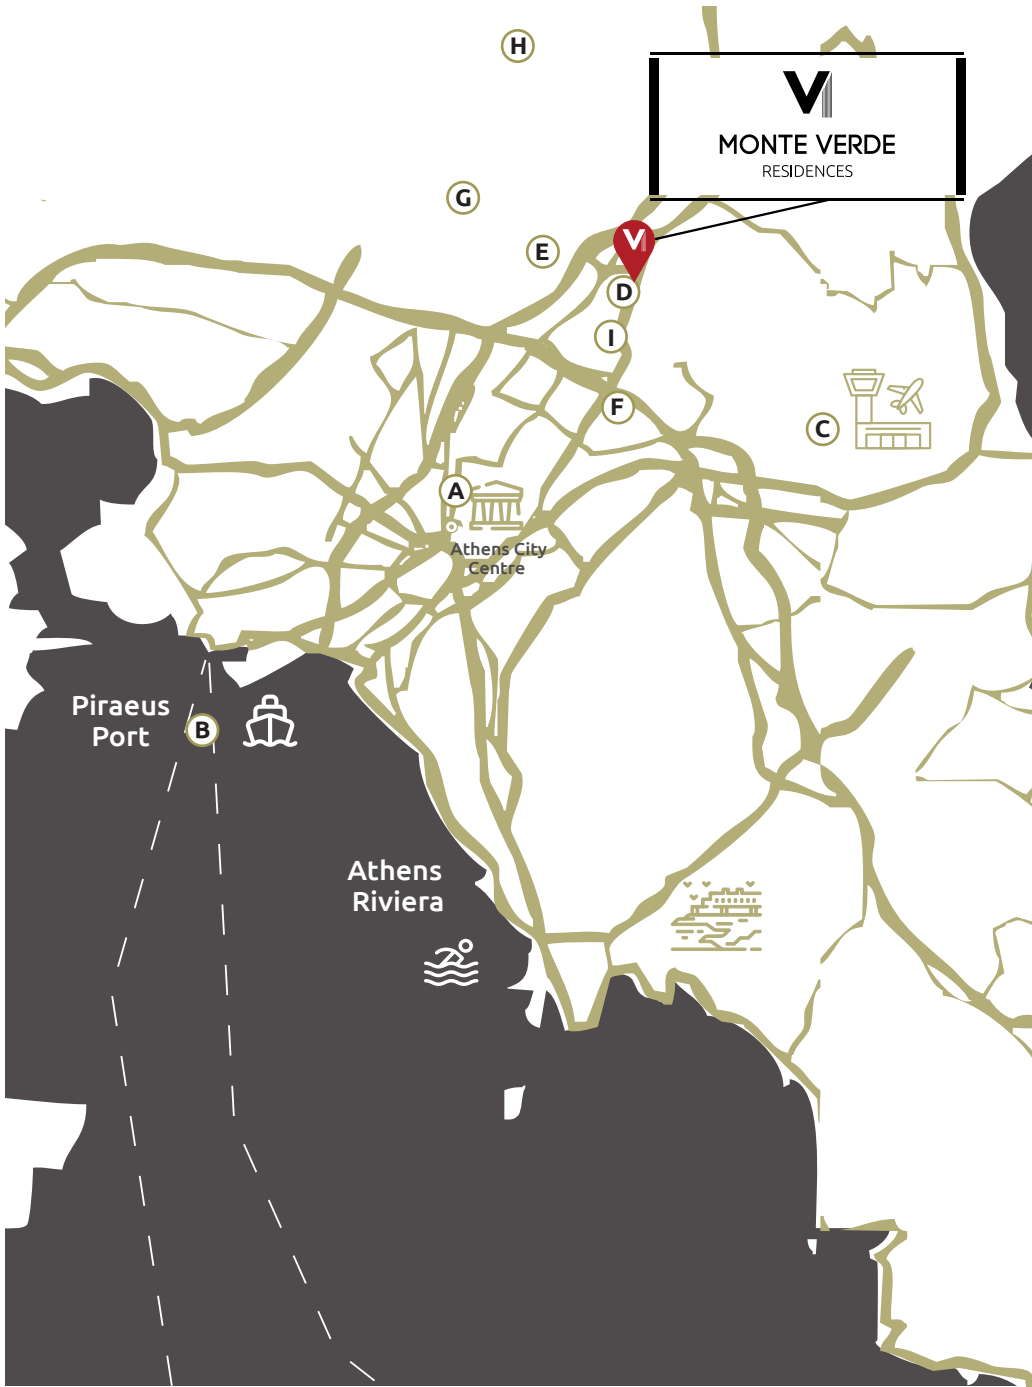 H
MONTE VERDE
RESIDENCES
G
E
D
I
F
C
A
Athens City
Centre
Piraeus
Port
B
Athens
Riviera